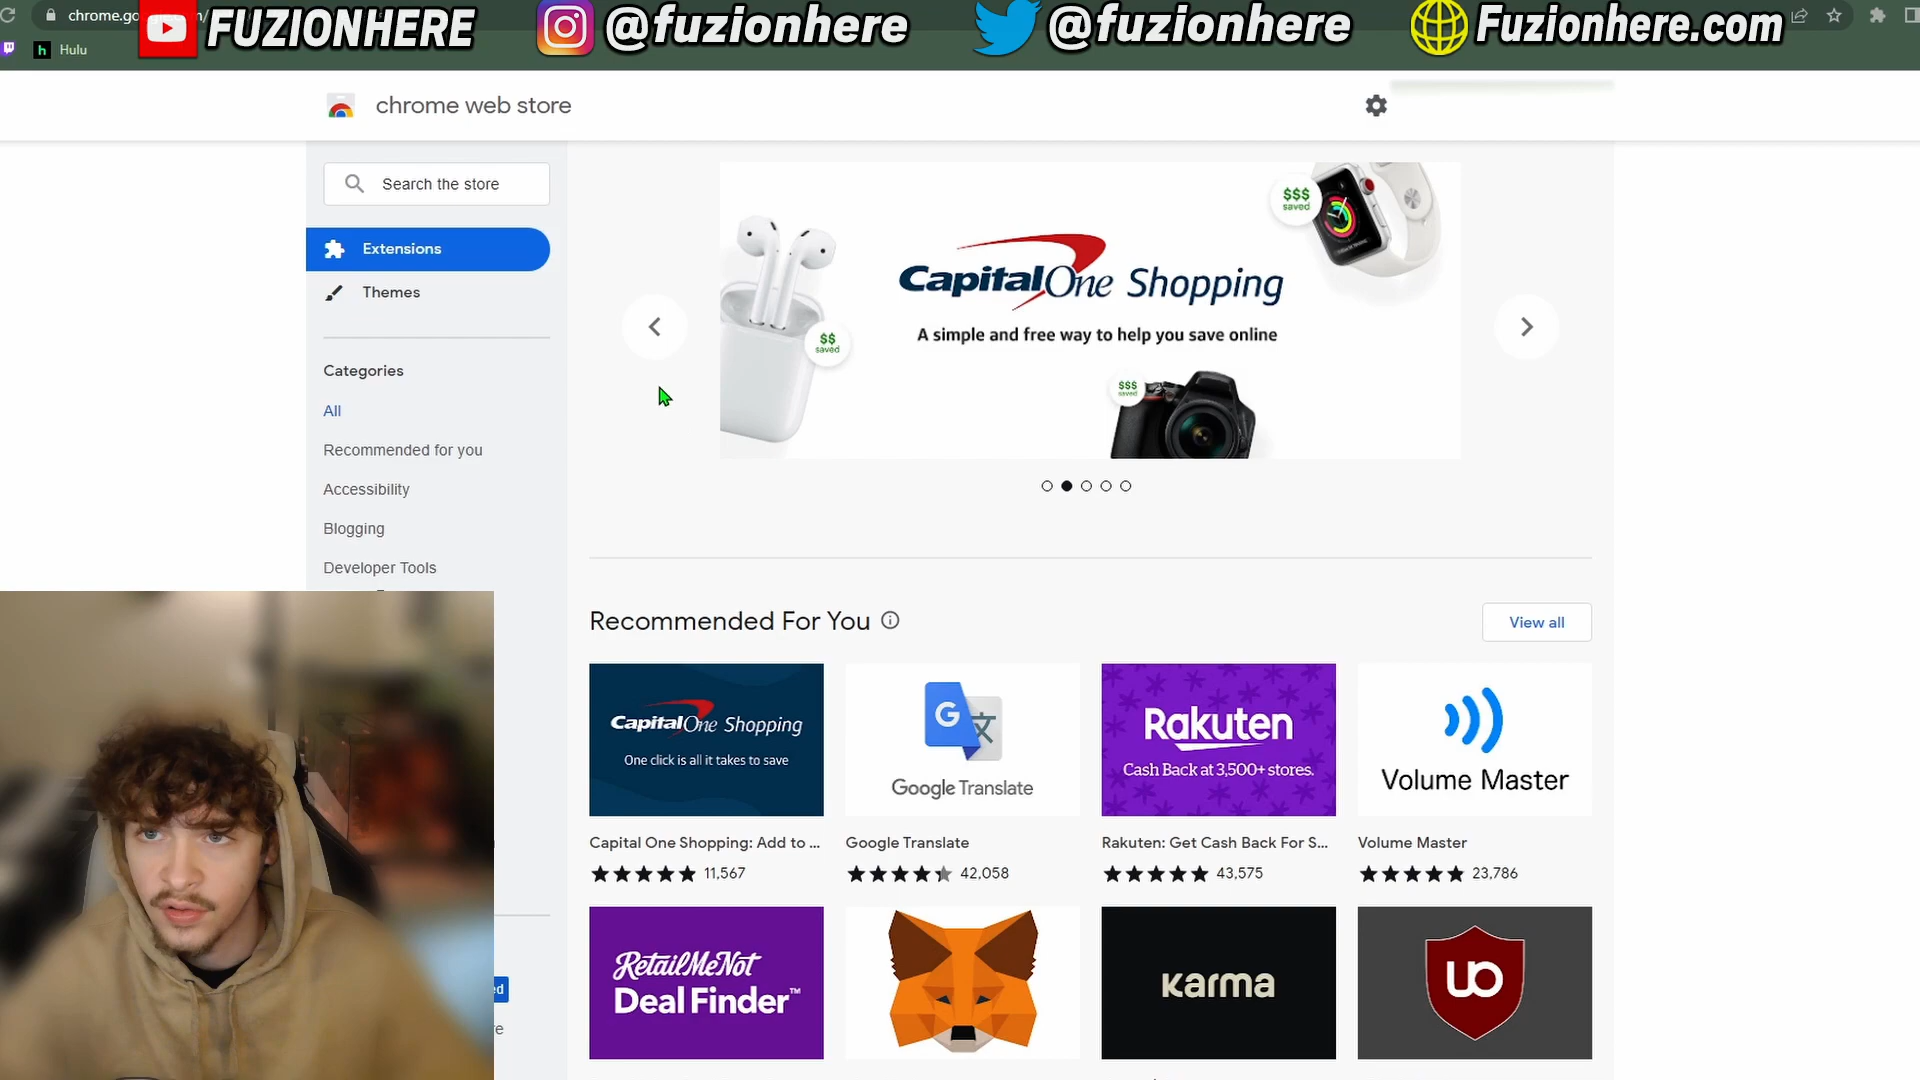 chrome.go
FUZIONHERE @fuzionhere @fuzionhere Fuzionhere.com
h Hulu
chrome web store
Search the store
Extensions
Themes
Categories
All
Recommended for you
Accessibility
Blogging
Developer Tools
$$$
saved
CapitalOne Shopping
A simple and free way to help you save online
$$
saved
$$$
saved
Recommended For You
View all
CapitalOne Shopping
One click is all it takes to save
G
Google Translate
Rakuten
Cash Back at 3,500+ stores.
Volume Master
Capital One Shopping: Add to ...
Google Translate
Rakuten: Get Cash Back For S...
Volume Master
11,567
42,058
43,575
23,786
RetailMeNot
Deal Finder™
Karma
uo
ed
re